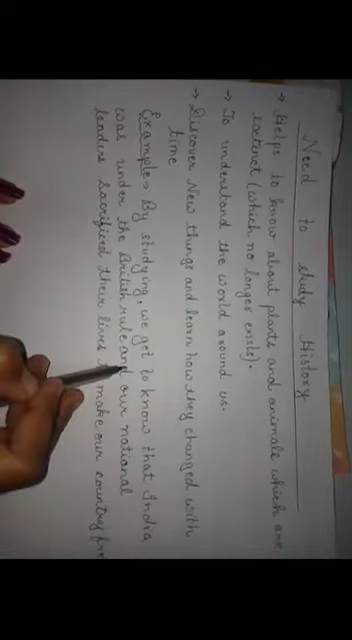 Need to study History
→ Helps to know about plants and animals which are
extinct (which no longer exists).
→ To understand the world around us.
→ Discover New things and learn how they changed with
time
Example → By studying, we get to know that India
was under the British rule and our national
leaders sacrificed their lives make our country